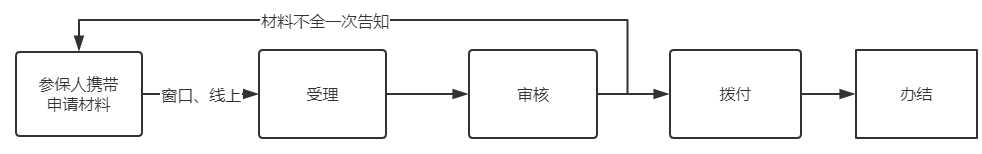 材料不全一次告知
参保人携带
申请材料
窗口、线上
受理
审核
拨付
办结